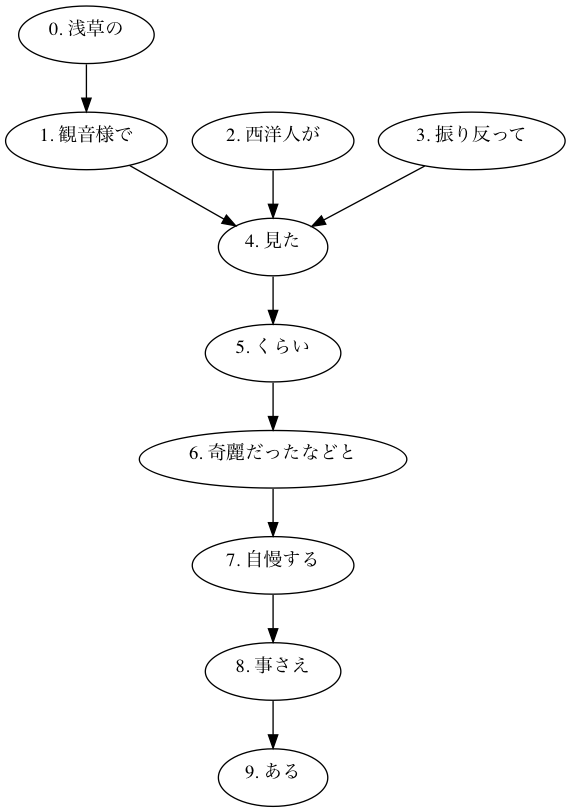 0. 浅草の
1. 観音様で
2. 西洋人が
3. 振り反って
4. 見た
5. くらい
6. 奇麗だったなどと
7. 自慢する
8. 事さえ
9. ある